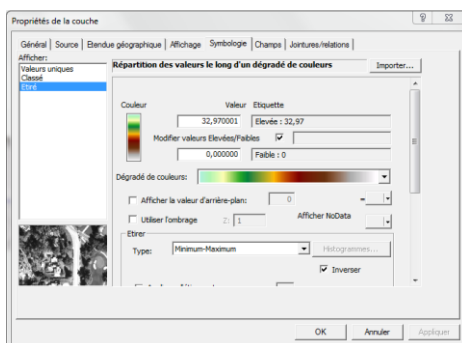 Propriétés de la couche
Général | Source | Etendue géographique | Affichage | Symbologie | Champs | Jointures/relations
Afficher:
Valeurs uniques
Classé
Etiré
Répartition des valeurs le long d'un dégradé de couleurs
Importer...
Couleur Valeur Etiquette
32,970001 Elevée : 32,97
Modifier valeurs Elevées/Faibles
0,000000 Faible : 0
Dégradé de couleurs:
Afficher la valeur d'arrière-plan: 0
Utiliser l'ombrage Z: 1 Afficher NoData
Etirer
Type: Minimum-Maximum Histogrammes...
Inverser
OK Annuler Appliquer